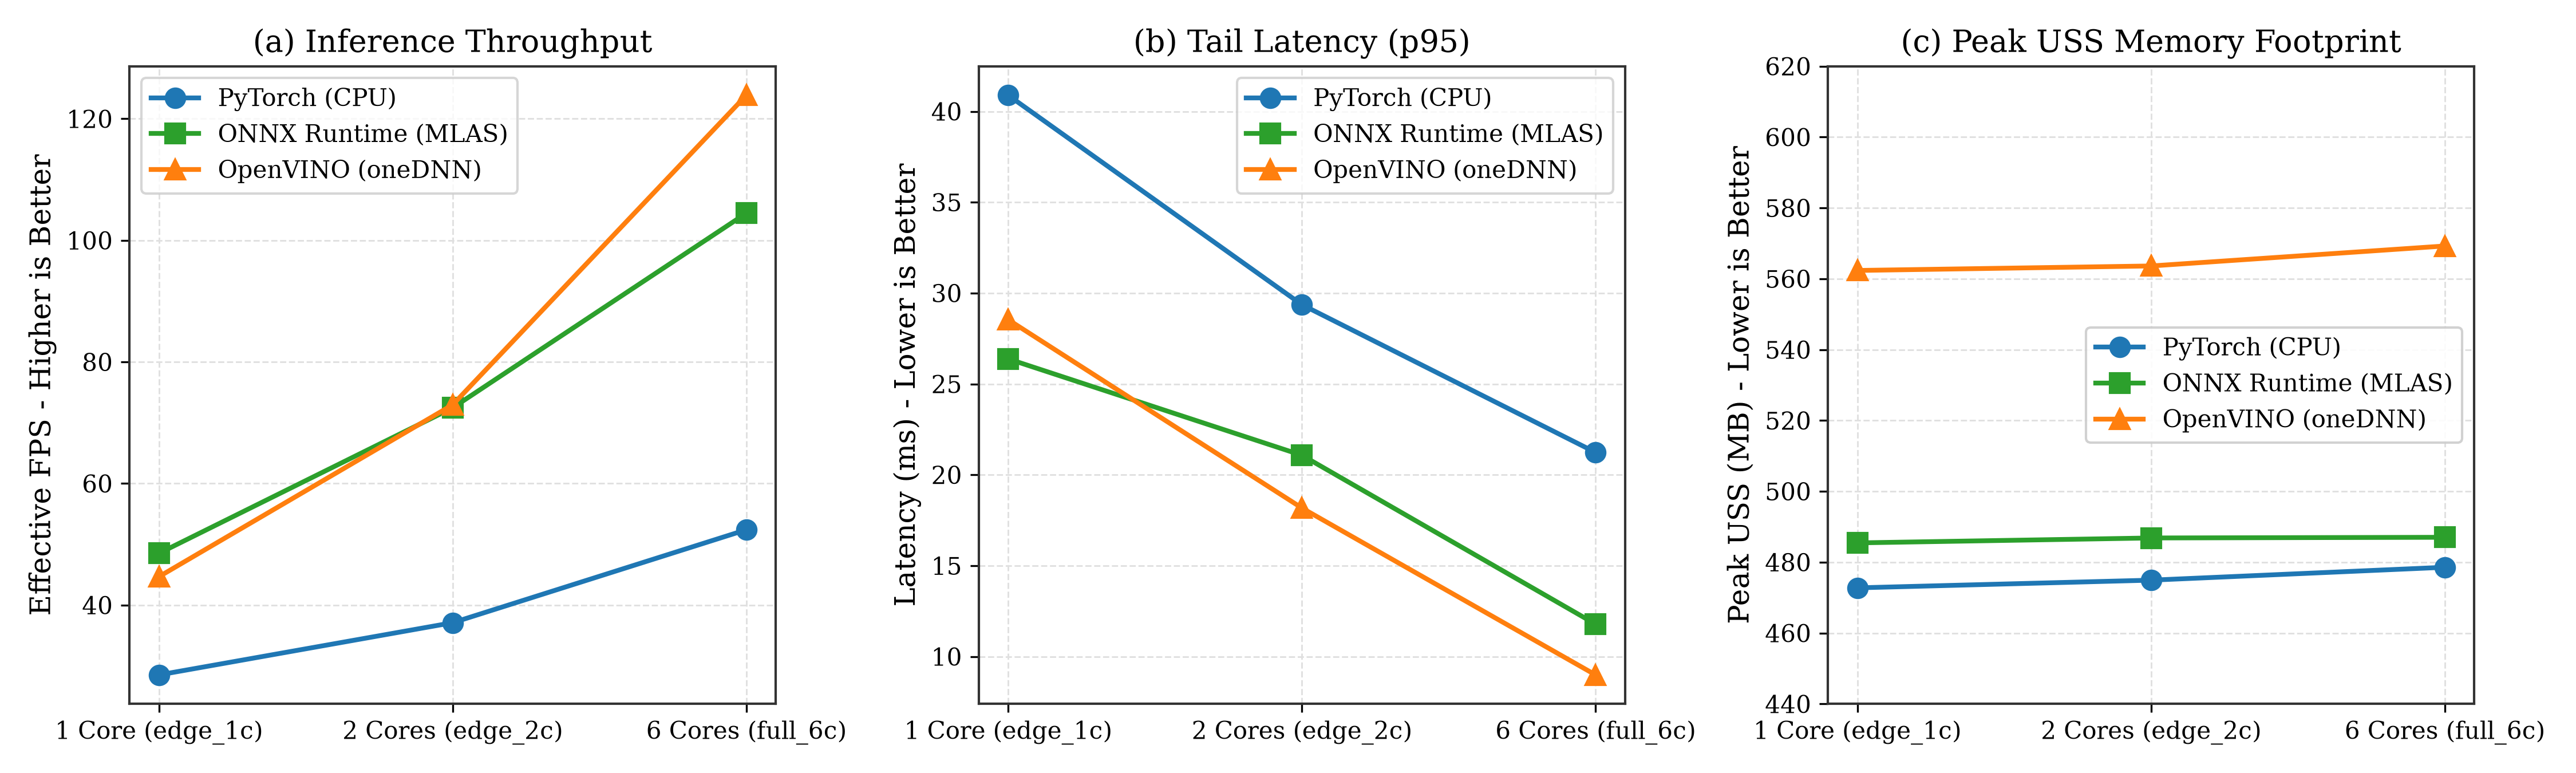 (a) Inference Throughput
Effective FPS - Higher is Better
120
100
80
60
40
PyTorch (CPU)
ONNX Runtime (MLAS)
OpenVINO (oneDNN)
1 Core (edge_1c)
2 Cores (edge_2c)
6 Cores (full_6c)
(b) Tail Latency (p95)
Latency (ms) - Lower is Better
40
35
30
25
20
15
10
PyTorch (CPU)
ONNX Runtime (MLAS)
OpenVINO (oneDNN)
1 Core (edge_1c)
2 Cores (edge_2c)
6 Cores (full_6c)
(c) Peak USS Memory Footprint
Peak USS (MB) - Lower is Better
620
600
580
560
540
520
500
480
460
440
PyTorch (CPU)
ONNX Runtime (MLAS)
OpenVINO (oneDNN)
1 Core (edge_1c)
2 Cores (edge_2c)
6 Cores (full_6c)